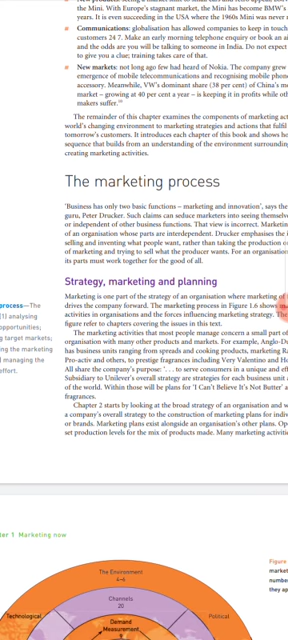 the Mini. With Europe's stagnant market, the Mini has become BMW's
years. It is even succeeding in the USA where the 1960s Mini was never
Communications: globalisation has allowed companies to keep in touch
customers 24 7. Make an early morning telephone enquiry or book an ai
and the odds are you will be talking to someone in India. Do not expect
to give you a clue; training takes care of that.
New markets: not long ago few had heard of Nokia. The company grew
emergence of mobile telecommunications and recognising mobile phon
accessory. Meanwhile, VW's dominant share (38 per cent) of China's m
market – growing at 40 per cent a year – is keeping it in profits while oth
makers suffer.
The remainder of this chapter examines the components of marketing ac
world's changing environment to marketing strategies and actions that fulfil
tomorrow's customers. It introduces each chapter of this book and shows h
sequence that builds from an understanding of the environment surroundin
creating marketing activities.
The marketing process
'Business has only two basic functions – marketing and innovation', says the
guru, Peter Drucker. Such claims can seduce marketers into seeing themselve
or independent of other business functions. That view is incorrect. Marketin
of an organisation whose parts are interdependent. Drucker emphasises the i
selling and inventing what people want, rather than taking the production co
of marketing and trying to sell what the producer wants. For an organisation
its parts must work together for the good of all.
Strategy, marketing and planning
Marketing is one part of the strategy of an organisation where marketing of
drives the company forward. The marketing process in Figure 1.6 shows m
activities in organisations and the forces influencing marketing strategy. The
figure refer to chapters covering the issues in this text.
The marketing activities that most people manage concern a small part of
organisation with many other products and markets. For example, Anglo-Du
has business units ranging from spreads and cooking products, marketing Ra
Pro-activ and others, to prestige fragrances including Very Valentino and Ho
All share the company's purpose: '. . . to serve consumers in a unique and eff
Subsidiary to Unilever's overall strategy are strategies for each business unit
of the world. Within those will be plans for 'I Can't Believe It's Not Butter' a
fragrances.
Chapter 2 starts by looking at the broad strategy of an organisation and w
a company's overall strategy to the construction of marketing plans for indiv
or brands. Marketing plans exist alongside an organisation's other plans. Op
set production levels for the mix of products made. Many marketing activitie
process—The
(1) analysing
opportunities;
g target markets;
ing the marketing
managing the
effort.
ter 1 Marketing now
The Environment
4–6
Channels
20
Technological
Political
Demand
Measurement
Figure
market
numbe
they ap